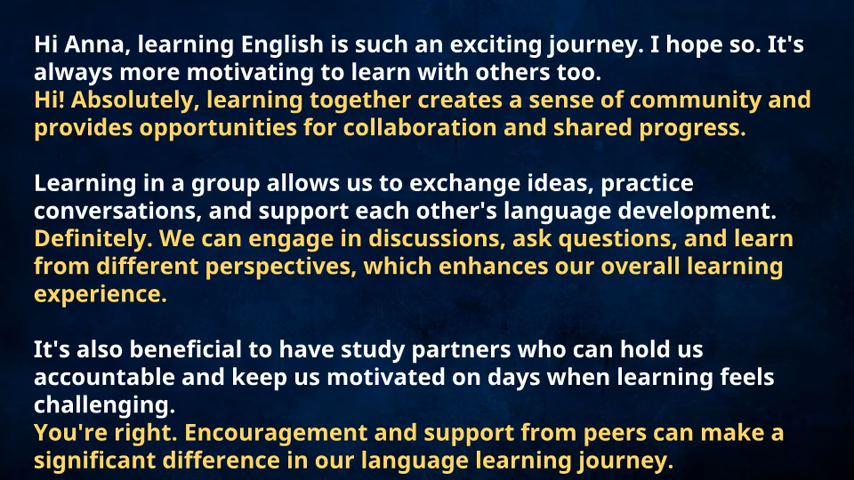 Hi Anna, learning English is such an exciting journey. I hope so. It's
always more motivating to learn with others too.
Hi! Absolutely, learning together creates a sense of community and
provides opportunities for collaboration and shared progress.
Learning in a group allows us to exchange ideas, practice
conversations, and support each other's language development.
Definitely. We can engage in discussions, ask questions, and learn
from different perspectives, which enhances our overall learning
experience.
It's also beneficial to have study partners who can hold us
accountable and keep us motivated on days when learning feels
challenging.
You're right. Encouragement and support from peers can make a
significant difference in our language learning journey.